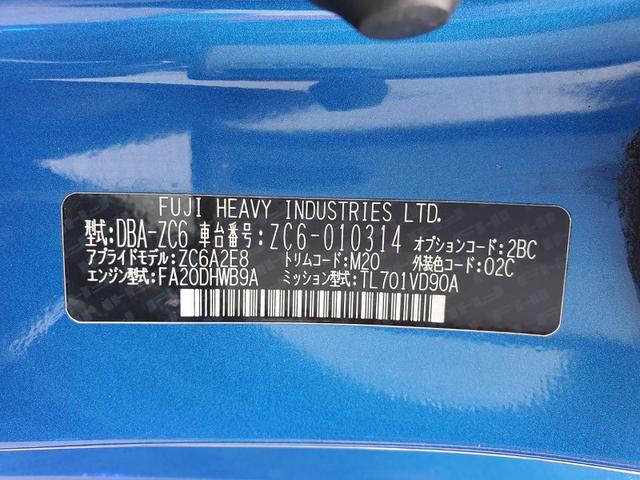 FUJI HEAVY INDUSTRIES LTD.
型式:DBA-ZC6 車台番号:ZC6-010314 オプションコード:2BC
アプライドモデル:ZC6A2E8 トリムコード:M20 外装色コード:02C
エンジン型式:FA20DHWB9A ミッション型式:TL701VD90A